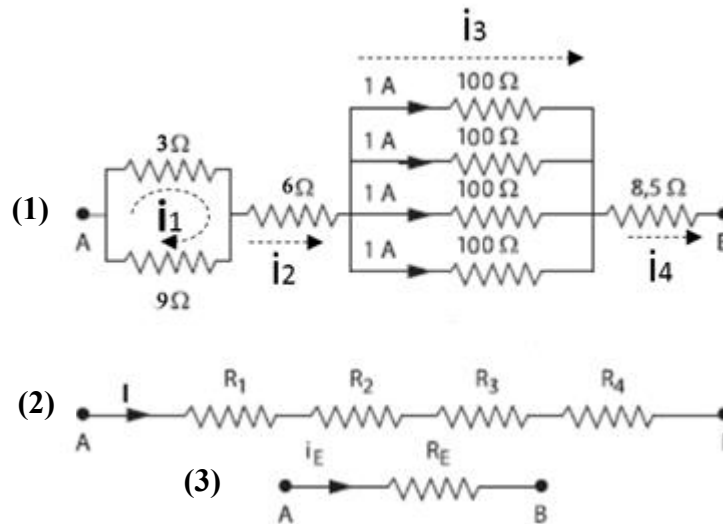 i3
1 A 100 Ω
1 A 100 Ω
3Ω
(1) A i1 6Ω 1 A 100 Ω 8,5 Ω
i2 1 A 100 Ω i4
9Ω
(2) A I R1 R2 R3 R4
(3) A iE RE B